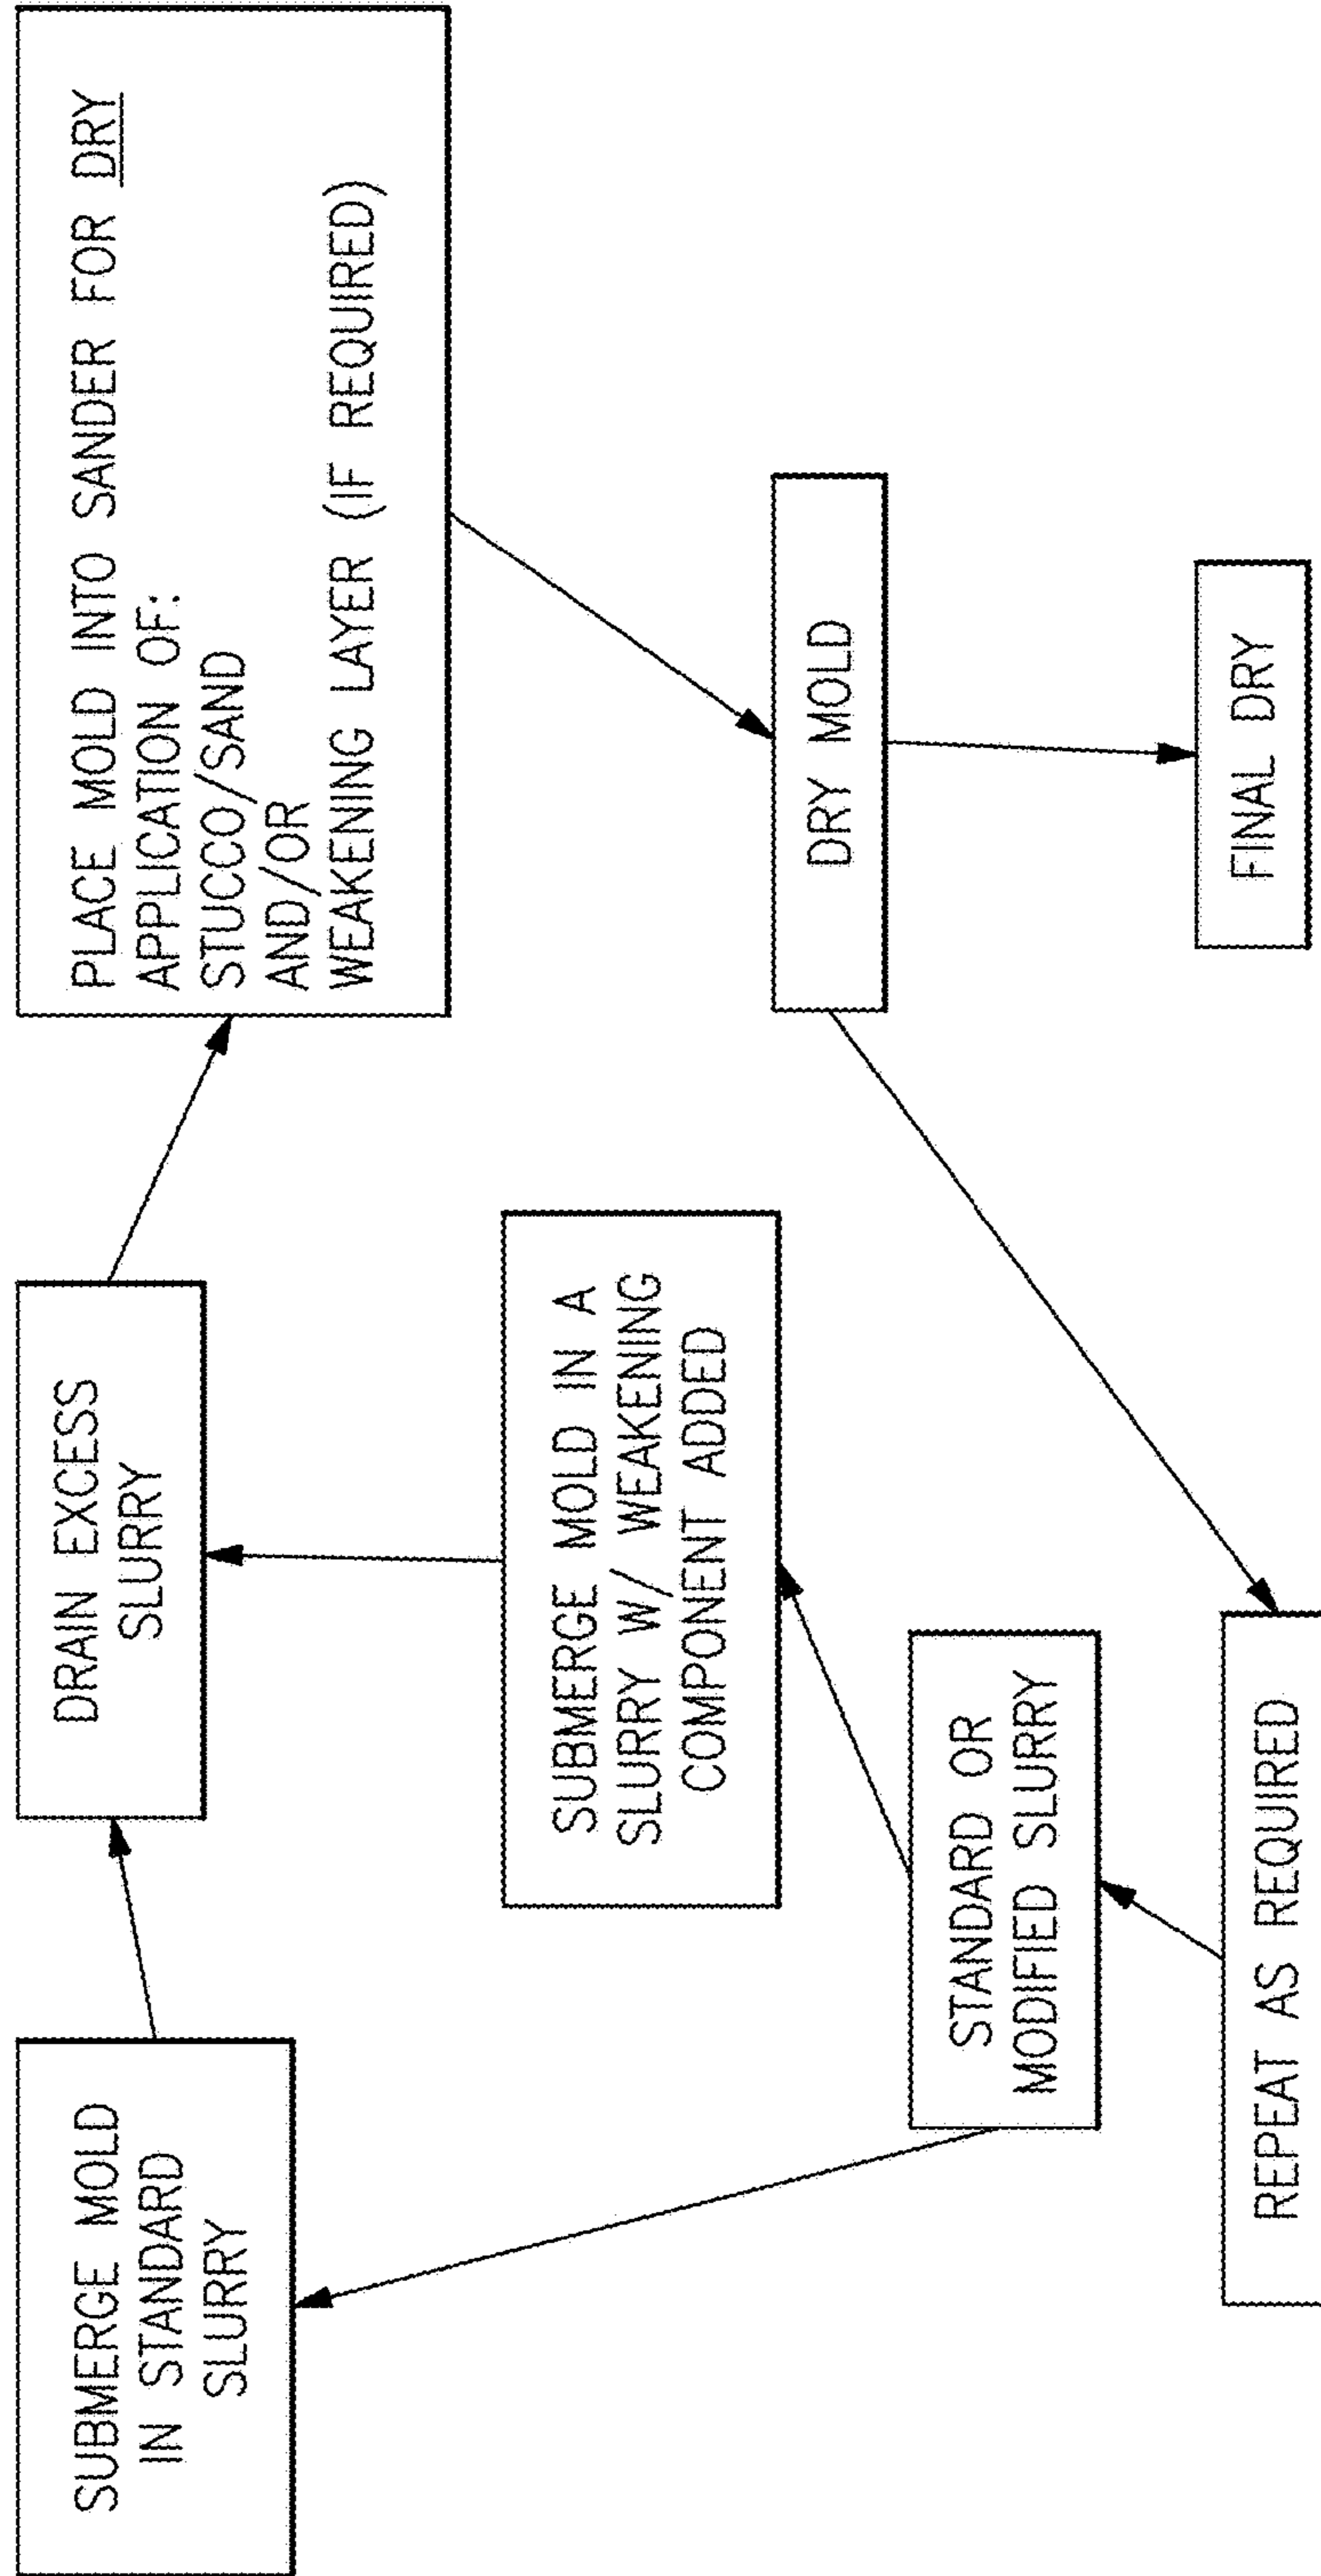 SUBMERGE MOLD
IN STANDARD
SLURRY
DRAIN EXCESS
SLURRY
PLACE MOLD INTO SANDER FOR DRY
APPLICATION OF:
STUCCO/SAND
AND/OR
WEAKENING LAYER (IF REQUIRED)
SUBMERGE MOLD IN A
SLURRY W/ WEAKENING
COMPONENT ADDED
DRY MOLD
STANDARD OR
MODIFIED SLURRY
REPEAT AS REQUIRED
FINAL DRY